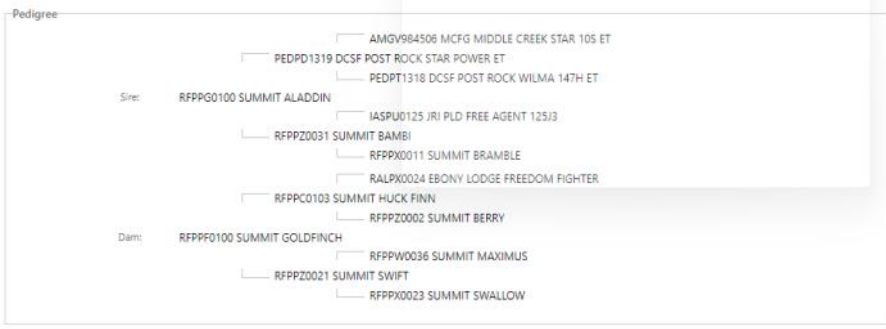 Pedigree
AMGV984506 MCFG MIDDLE CREEK STAR 10S ET
PEDPD1319 DCSF POST ROCK STAR POWER ET
PEDPT1318 DCSF POST ROCK WILMA 147H ET
Sire: RFPPG0100 SUMMIT ALADDIN
IASPU0125 JRI PLD FREE AGENT 125J3
RFPPZ0031 SUMMIT BAMBI
RFPPX0011 SUMMIT BRAMBLE
RALPX0024 EBONY LODGE FREEDOM FIGHTER
RFPPC0103 SUMMIT HUCK FINN
RFPPZ0002 SUMMIT BERRY
Dam: RFPPF0100 SUMMIT GOLDFINCH
RFPPW0036 SUMMIT MAXIMUS
RFPPZ0021 SUMMIT SWIFT
RFPPX0023 SUMMIT SWALLOW